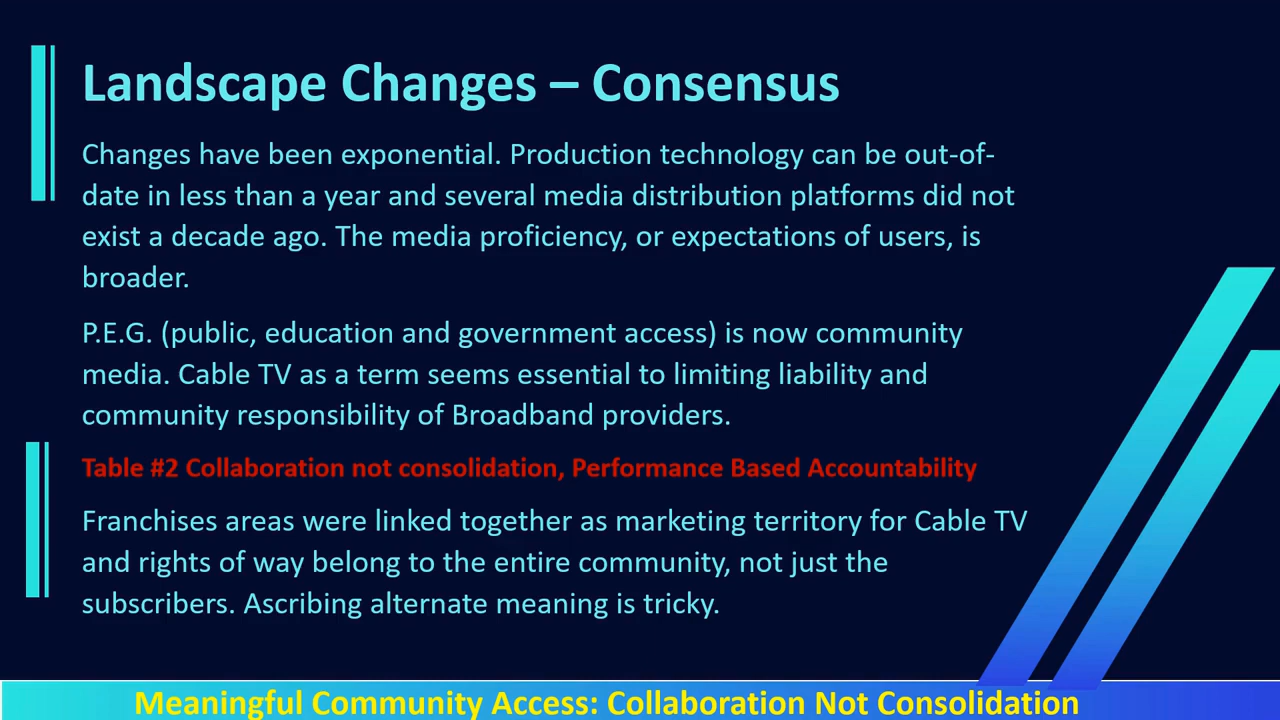 Landscape Changes – Consensus
Changes have been exponential. Production technology can be out-of-
date in less than a year and several media distribution platforms did not
exist a decade ago. The media proficiency, or expectations of users, is
broader.
P.E.G. (public, education and government access) is now community
media. Cable TV as a term seems essential to limiting liability and
community responsibility of Broadband providers.
Table #2 Collaboration not consolidation, Performance Based Accountability
Franchises areas were linked together as marketing territory for Cable TV
and rights of way belong to the entire community, not just the
subscribers. Ascribing alternate meaning is tricky.
Meaningful Community Access: Collaboration Not Consolidation